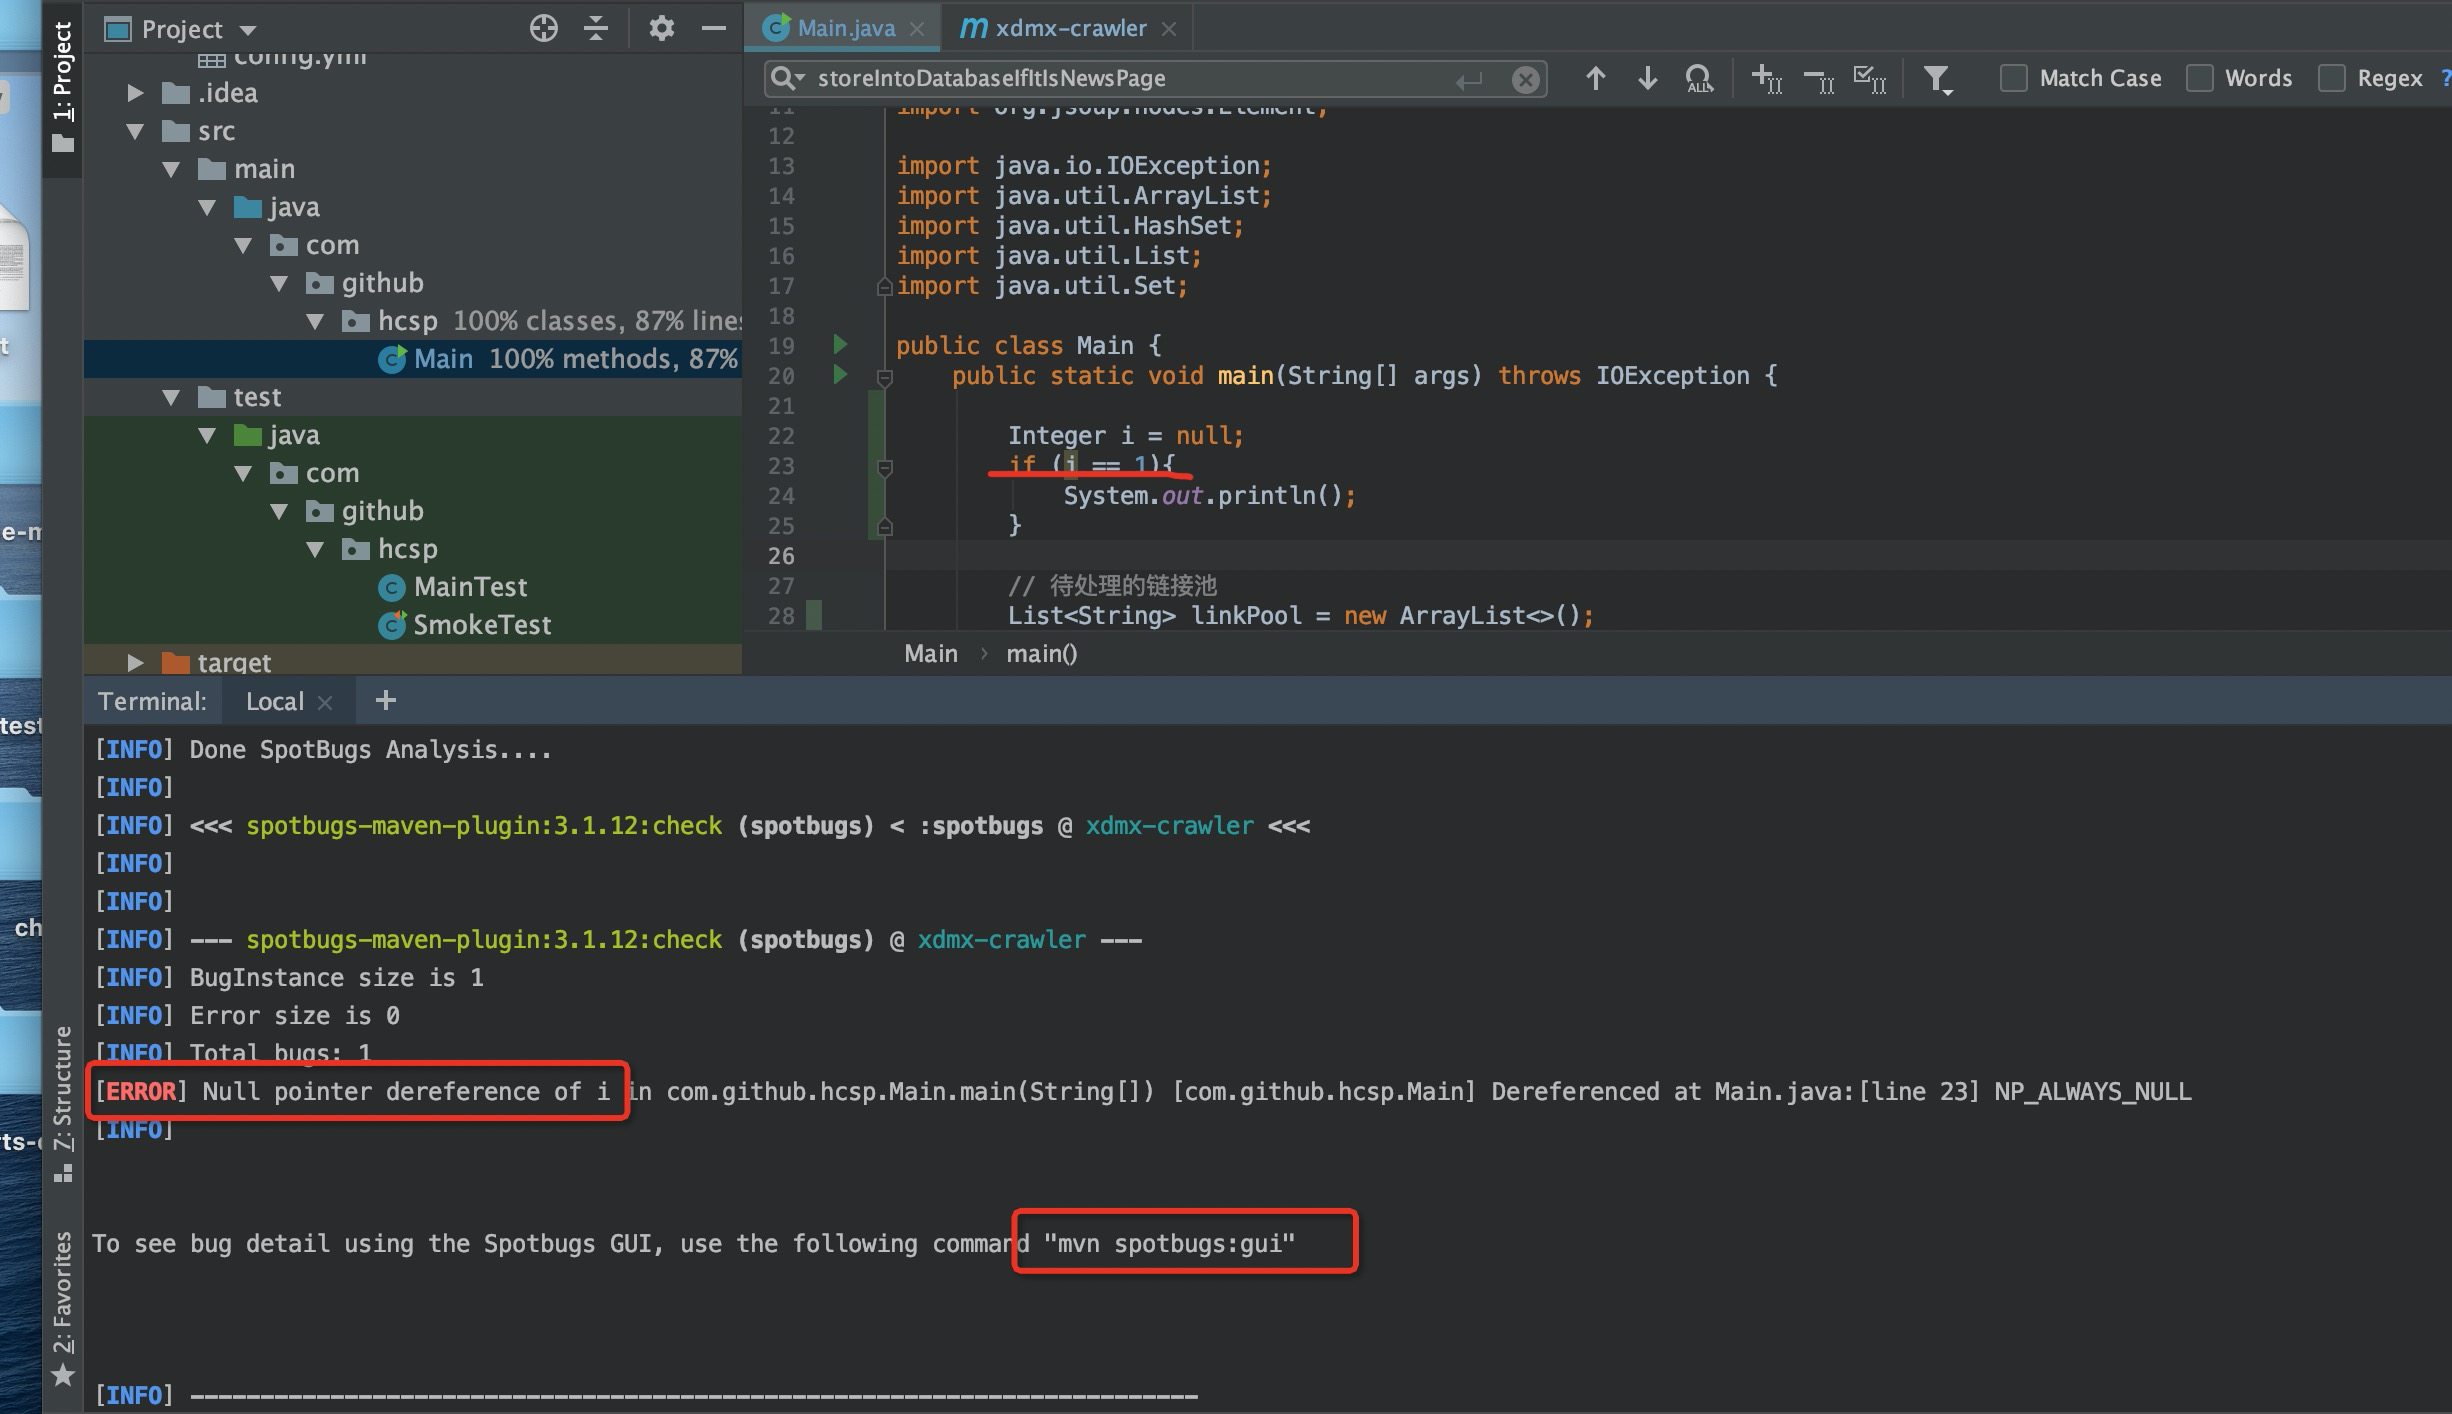 Project
config.yml
.idea
src
main
java
com
github
hcsp 100% classes, 87% lines
Main 100% methods, 87%
test
java
com
github
hcsp
MainTest
SmokeTest
target
1: Project
7: Structure
2: Favorites
Main.java
xdmx-crawler
storeIntoDatabaseIfItIsNewsPage
Match Case
Words
Regex
?
11 import org.jsoup.nodes.Element;
12
13 import java.io.IOException;
14 import java.util.ArrayList;
15 import java.util.HashSet;
16 import java.util.List;
17 import java.util.Set;
18
19 public class Main {
20 public static void main(String[] args) throws IOException {
21
22 Integer i = null;
23 if (i == 1){
24 System.out.println();
25 }
26
27 // 待处理的链接池
28 List<String> linkPool = new ArrayList<>();
Main › main()
Terminal: Local +
[INFO] Done SpotBugs Analysis....
[INFO]
[INFO] <<< spotbugs-maven-plugin:3.1.12:check (spotbugs) < :spotbugs @ xdmx-crawler <<<
[INFO]
[INFO]
[INFO] --- spotbugs-maven-plugin:3.1.12:check (spotbugs) @ xdmx-crawler ---
[INFO] BugInstance size is 1
[INFO] Error size is 0
[INFO] Total bugs: 1
[ERROR] Null pointer dereference of i in com.github.hcsp.Main.main(String[]) [com.github.hcsp.Main] Dereferenced at Main.java:[line 23] NP_ALWAYS_NULL
[INFO]
To see bug detail using the Spotbugs GUI, use the following command "mvn spotbugs:gui"
[INFO] ------------------------------------------------------------------------